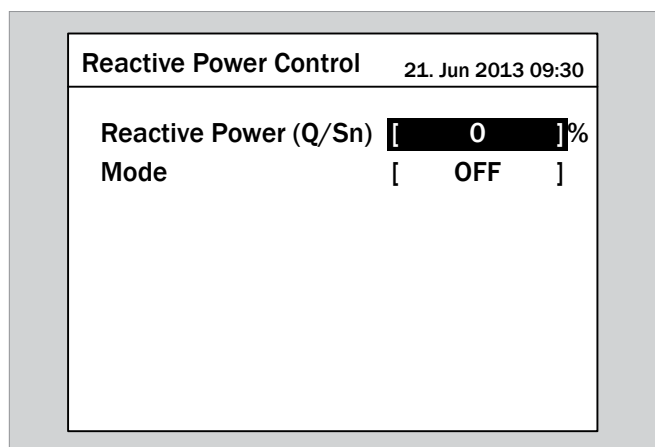 Reactive Power Control 21. Jun 2013 09:30
Reactive Power (Q/Sn) [ 0 ]%
Mode [ OFF ]